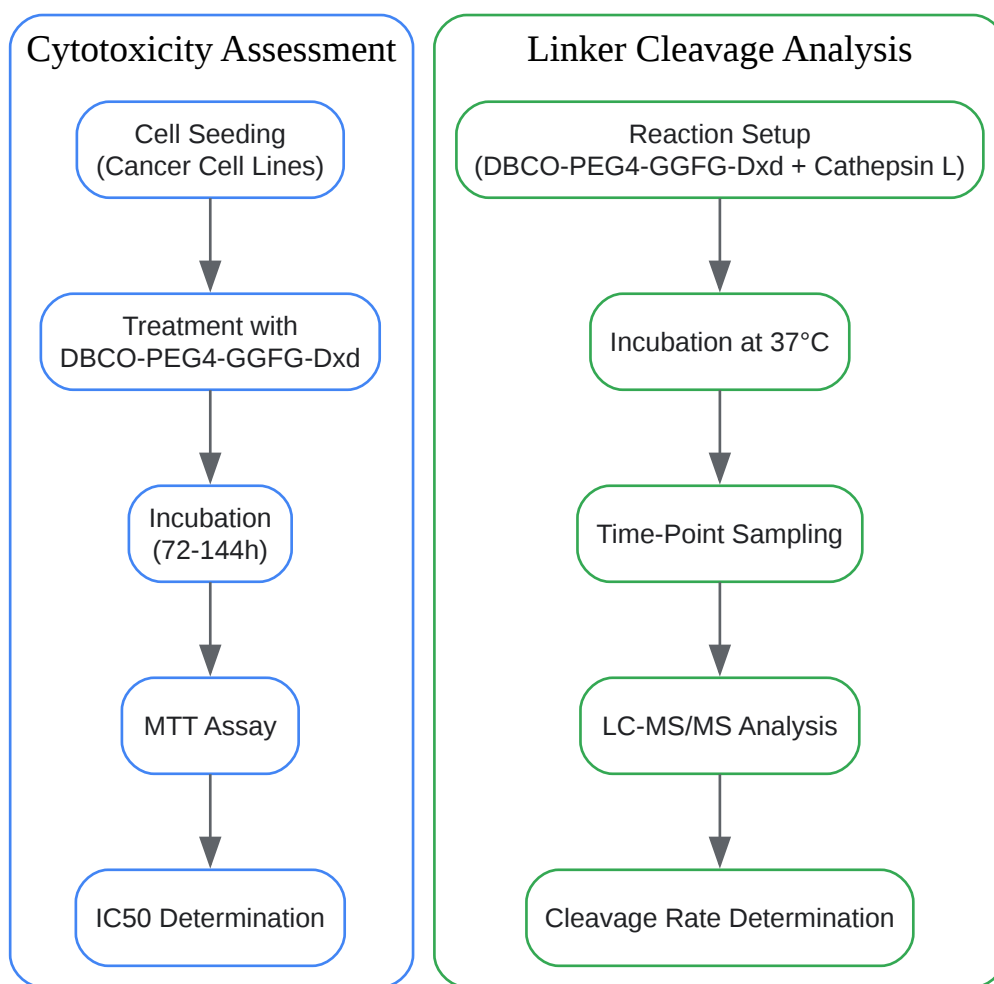 Cytotoxicity Assessment
Cell Seeding
(Cancer Cell Lines)
Treatment with
DBCO-PEG4-GGFG-Dxd
Incubation
(72-144h)
MTT Assay
IC50 Determination
Linker Cleavage Analysis
Reaction Setup
(DBCO-PEG4-GGFG-Dxd + Cathepsin L)
Incubation at 37°C
Time-Point Sampling
LC-MS/MS Analysis
Cleavage Rate Determination